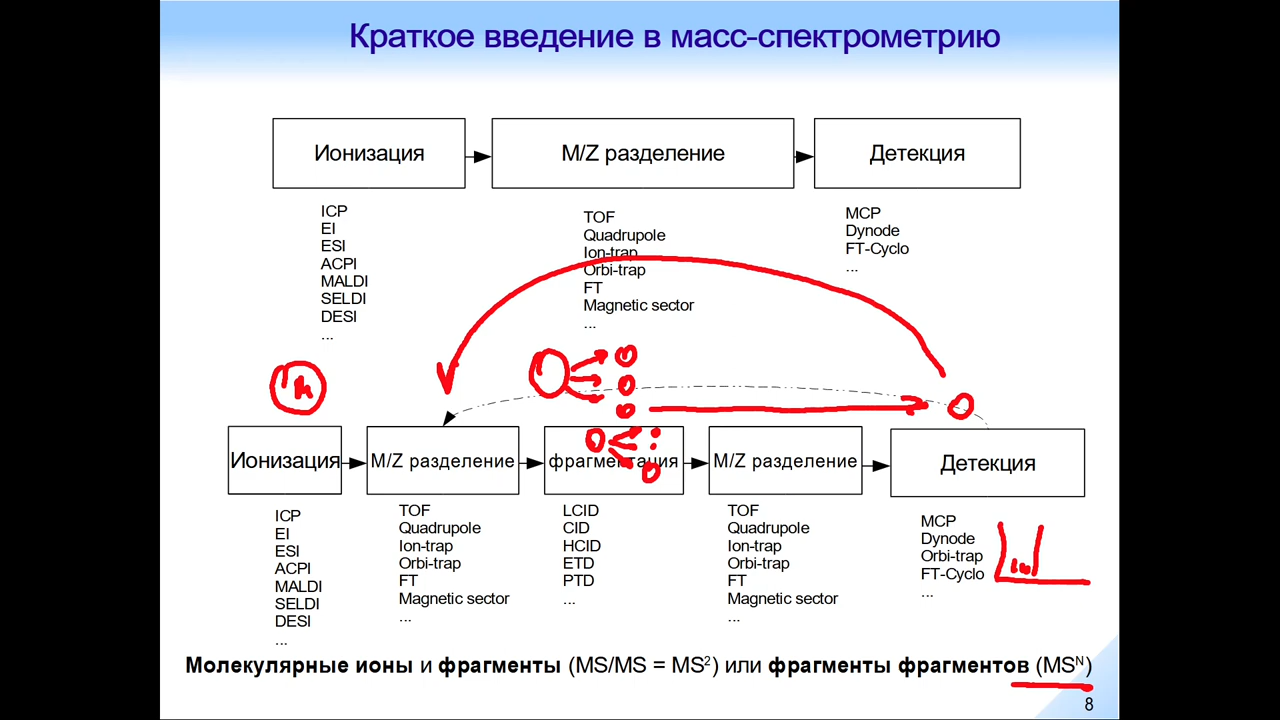 Краткое введение в масс-спектрометрию
Ионизация
M/Z разделение
Детекция
ICP
EI
ESI
ACPI
MALDI
SELDI
DESI
...
TOF
Quadrupole
Ion-trap
Orbi-trap
FT
Magnetic sector
...
MCP
Dynode
FT-Cyclo
...
Ионизация
M/Z разделение
фрагментация
M/Z разделение
Детекция
ICP
EI
ESI
ACPI
MALDI
SELDI
DESI
...
TOF
Quadrupole
Ion-trap
Orbi-trap
FT
Magnetic sector
...
LCID
CID
HCID
ETD
PTD
...
TOF
Quadrupole
Ion-trap
Orbi-trap
FT
Magnetic sector
...
MCP
Dynode
Orbi-trap
FT-Cyclo
...
Молекулярные ионы и фрагменты (MS/MS = MS²) или фрагменты фрагментов (MSᴺ)
8